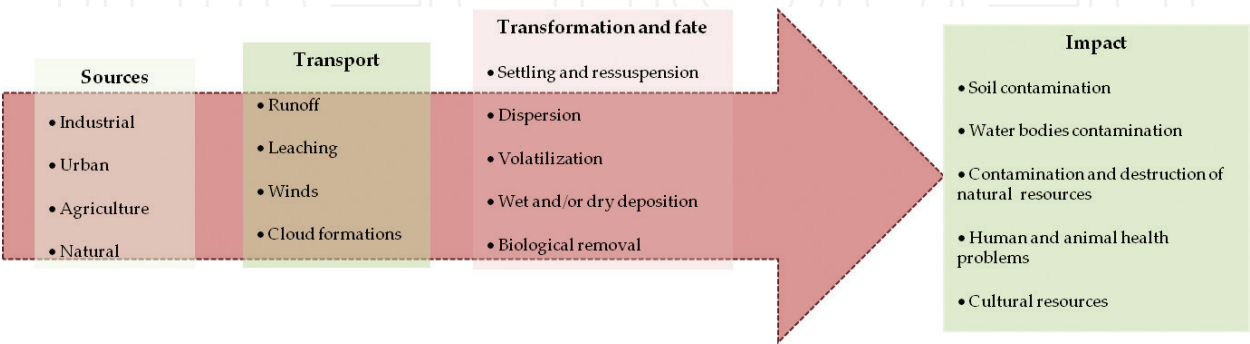 Sources
• Industrial
• Urban
• Agriculture
• Natural
Transport
• Runoff
• Leaching
• Winds
• Cloud formations
Transformation and fate
• Settling and ressuspension
• Dispersion
• Volatilization
• Wet and/or dry deposition
• Biological removal
Impact
• Soil contamination
• Water bodies contamination
• Contamination and destruction of
natural resources
• Human and animal health
problems
• Cultural resources